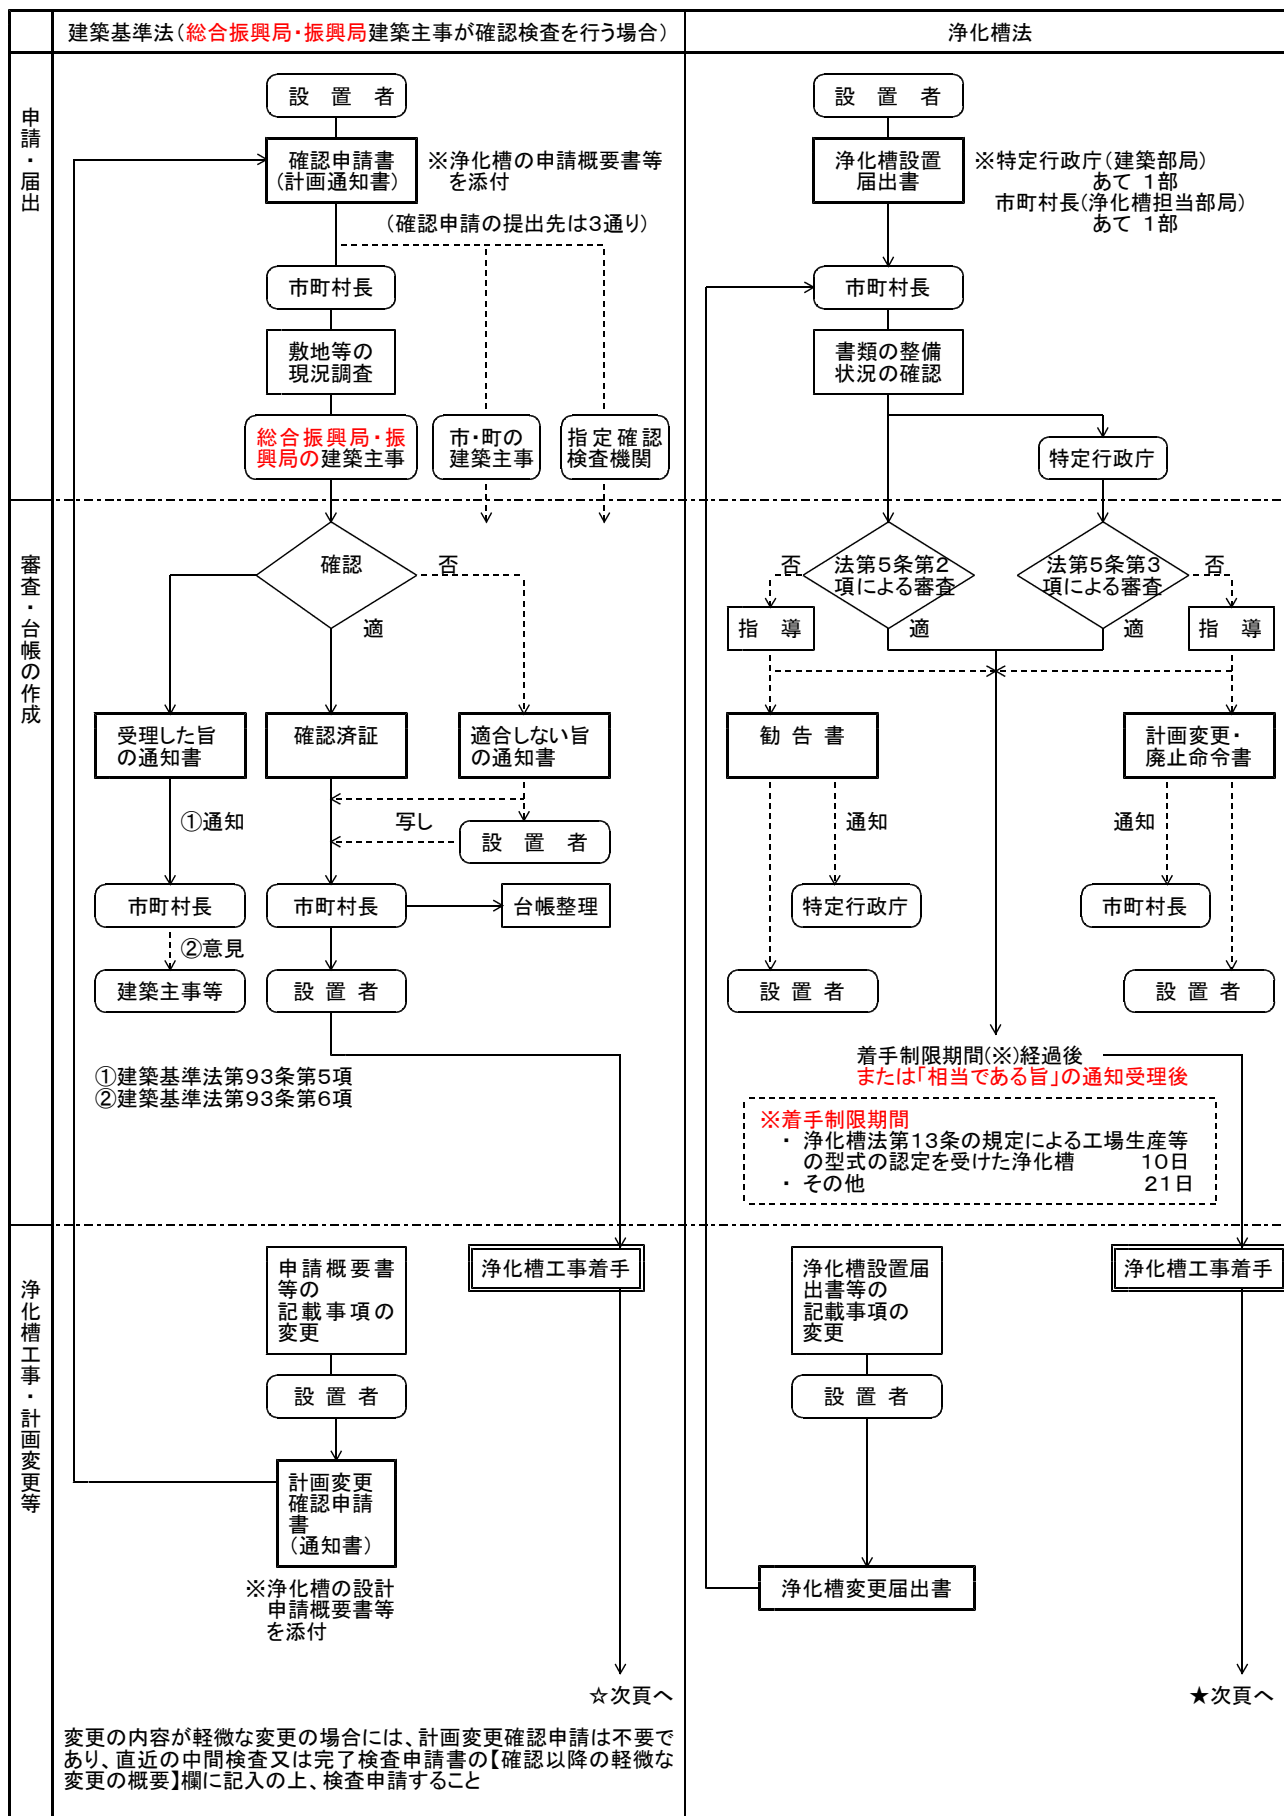 建築基準法(総合振興局・振興局建築主事が確認検査を行う場合)
浄化槽法
申請・届出
設 置 者
確認申請書
(計画通知書)
※浄化槽の申請概要書等
を添付
(確認申請の提出先は3通り)
市町村長
敷地等の
現況調査
総合振興局・振
興局の建築主事
市・町の
建築主事
指定確認
検査機関
設 置 者
浄化槽設置
届出書
※特定行政庁(建築部局)
あて 1部
市町村長(浄化槽担当部局)
あて 1部
市町村長
書類の整備
状況の確認
特定行政庁
審査・台帳の作成
確認
否
適
受理した旨
の通知書
確認済証
適合しない旨
の通知書
①通知
写し
設 置 者
市町村長
市町村長
台帳整理
②意見
建築主事等
設 置 者
①建築基準法第93条第5項
②建築基準法第93条第6項
否
法第5条第2
項による審査
法第5条第3
項による審査
否
指 導
適
適
指 導
勧 告 書
計画変更・
廃止命令書
通知
通知
特定行政庁
市町村長
設 置 者
設 置 者
着手制限期間(※)経過後
または「相当である旨」の通知受理後
※着手制限期間
・ 浄化槽法第13条の規定による工場生産等
の型式の認定を受けた浄化槽 10日
・ その他 21日
浄化槽工事・計画変更等
申請概要書
等の
記載事項の
変更
浄化槽工事着手
設 置 者
計画変更
確認申請
書
(通知書)
※浄化槽の設計
申請概要書等
を添付
☆次頁へ
変更の内容が軽微な変更の場合には、計画変更確認申請は不要で
あり、直近の中間検査又は完了検査申請書の【確認以降の軽微な
変更の概要】欄に記入の上、検査申請すること
浄化槽設置届
出書等の
記載事項の
変更
浄化槽工事着手
設 置 者
浄化槽変更届出書
★次頁へ